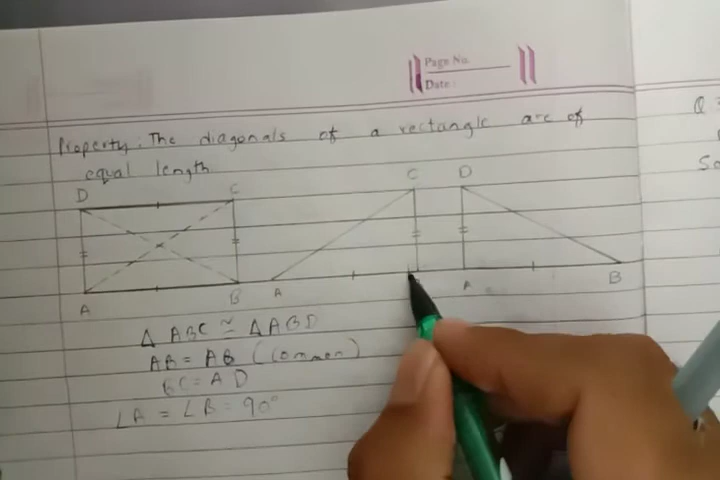 Page No.
Date :
Property: The diagonals of a rectangle are of
equal length
D C C D
A B A A B
Δ ABC ≅ Δ ABD
AB = AB (Common)
BC = AD
∠A = ∠B = 90°
Q
So